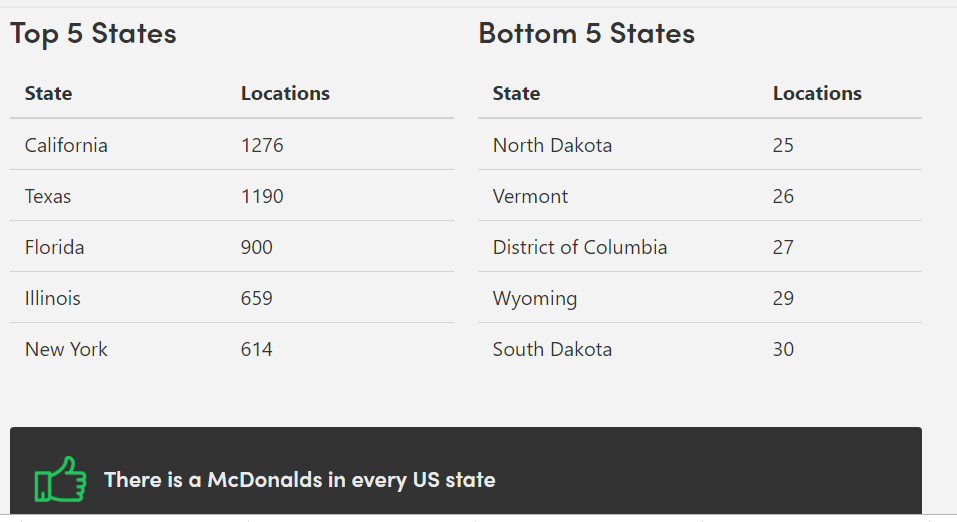 Top 5 States
Bottom 5 States
State Locations
State Locations
California 1276
North Dakota 25
Texas 1190
Vermont 26
Florida 900
District of Columbia 27
Illinois 659
Wyoming 29
New York 614
South Dakota 30
There is a McDonalds in every US state